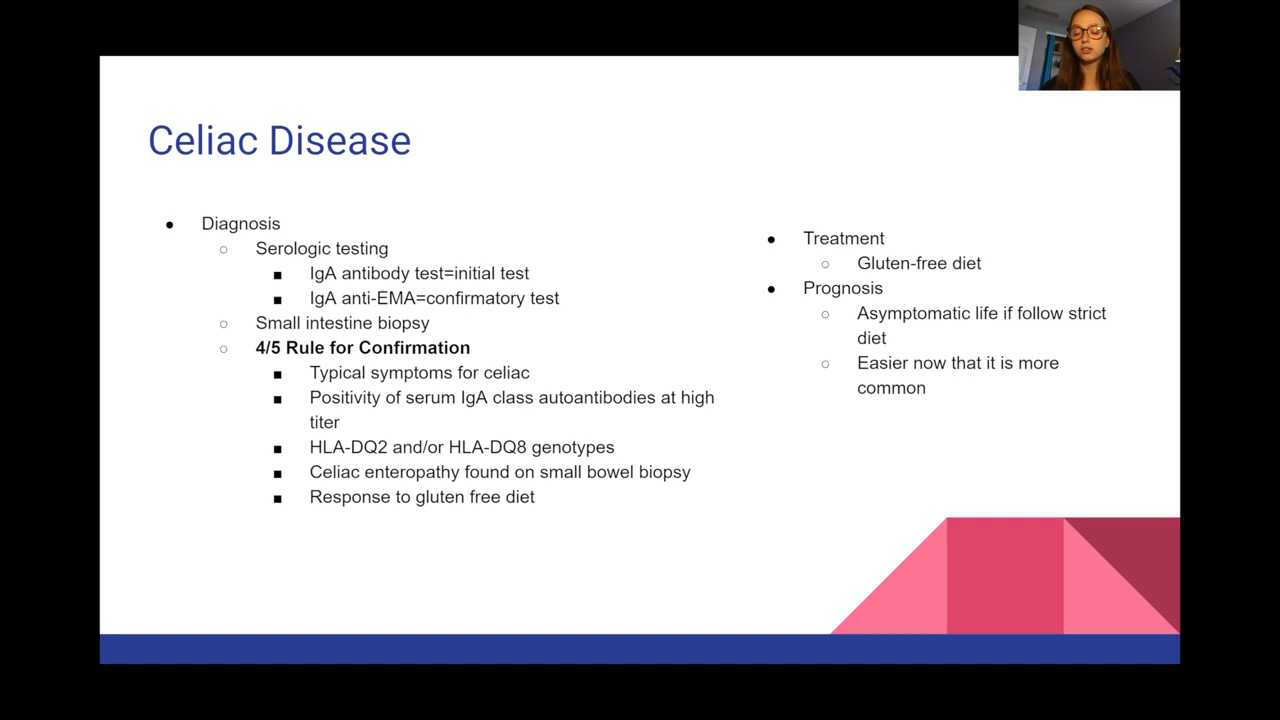 Celiac Disease
● Diagnosis
○ Serologic testing
■ IgA antibody test=initial test
■ IgA anti-EMA=confirmatory test
○ Small intestine biopsy
○ 4/5 Rule for Confirmation
■ Typical symptoms for celiac
■ Positivity of serum IgA class autoantibodies at high
titer
■ HLA-DQ2 and/or HLA-DQ8 genotypes
■ Celiac enteropathy found on small bowel biopsy
■ Response to gluten free diet
● Treatment
○ Gluten-free diet
● Prognosis
○ Asymptomatic life if follow strict
diet
○ Easier now that it is more
common